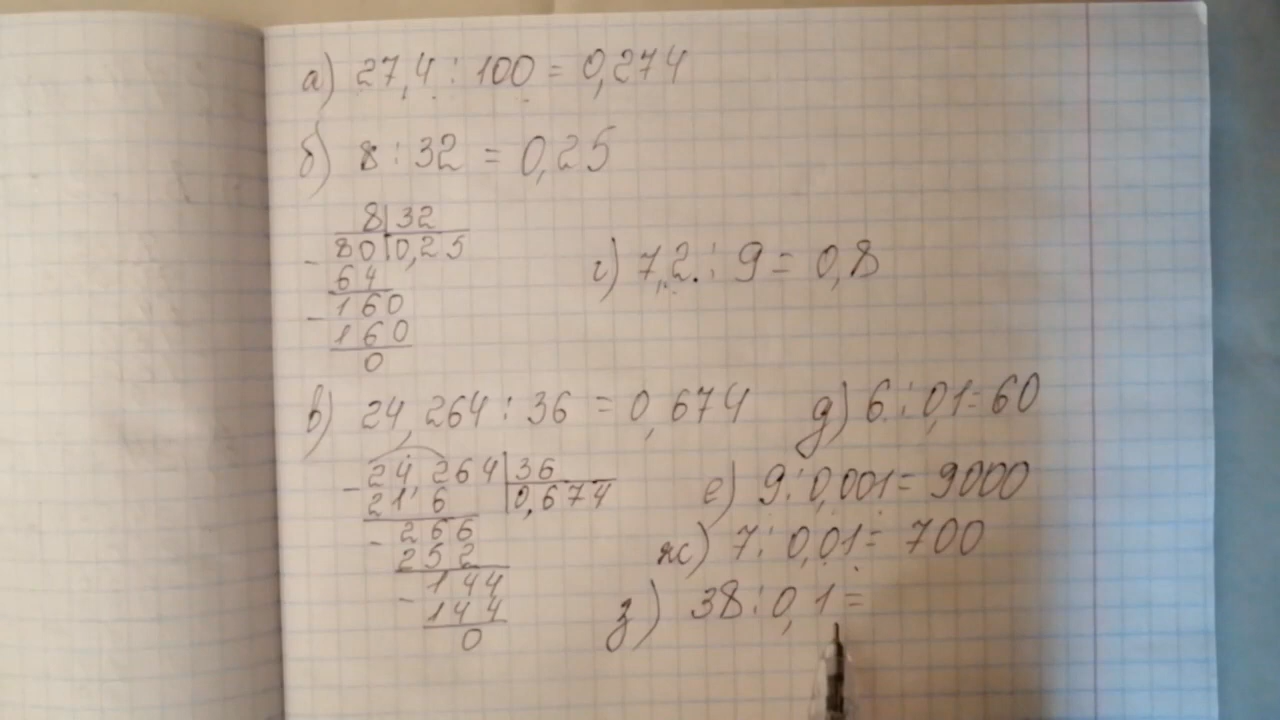 а) 27,4 : 100 = 0,274
б) 8 : 32 = 0,25
8 | 32
- 80 | 0,25
64
- 160
160
0
г) 7,2 : 9 = 0,8
в) 24,264 : 36 = 0,674
- 24 264 | 36
21 6 | 0,674
- 266
252
- 144
144
0
д) 6 : 0,1 = 60
е) 9 : 0,001 = 9000
ж) 7 : 0,01 = 700
з) 38 : 0,1 =